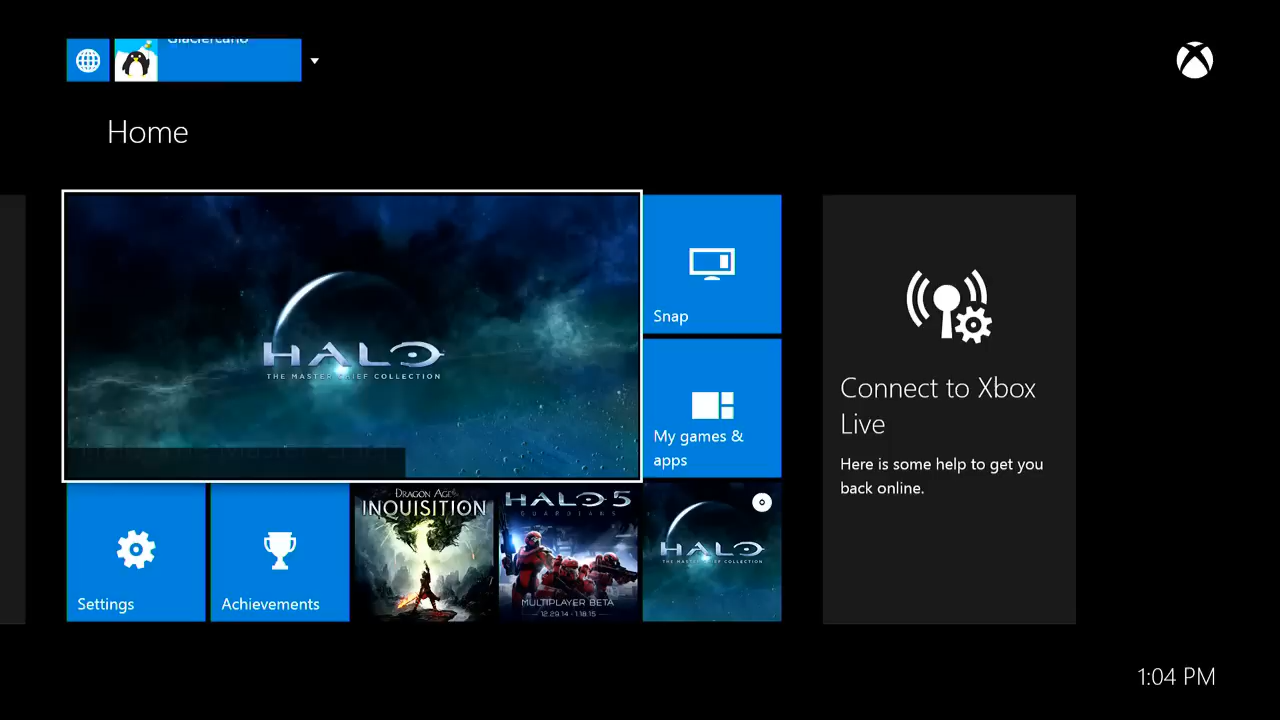 Home
HALO
THE MASTER CHIEF COLLECTION
Snap
My games &
apps
Connect to Xbox
Live
Here is some help to get you
back online.
Settings
Achievements
DRAGON AGE
INQUISITION
HALO 5
GUARDIANS
MULTIPLAYER BETA
12.29.14 - 1.18.15
HALO
THE MASTER CHIEF COLLECTION
1:04 PM